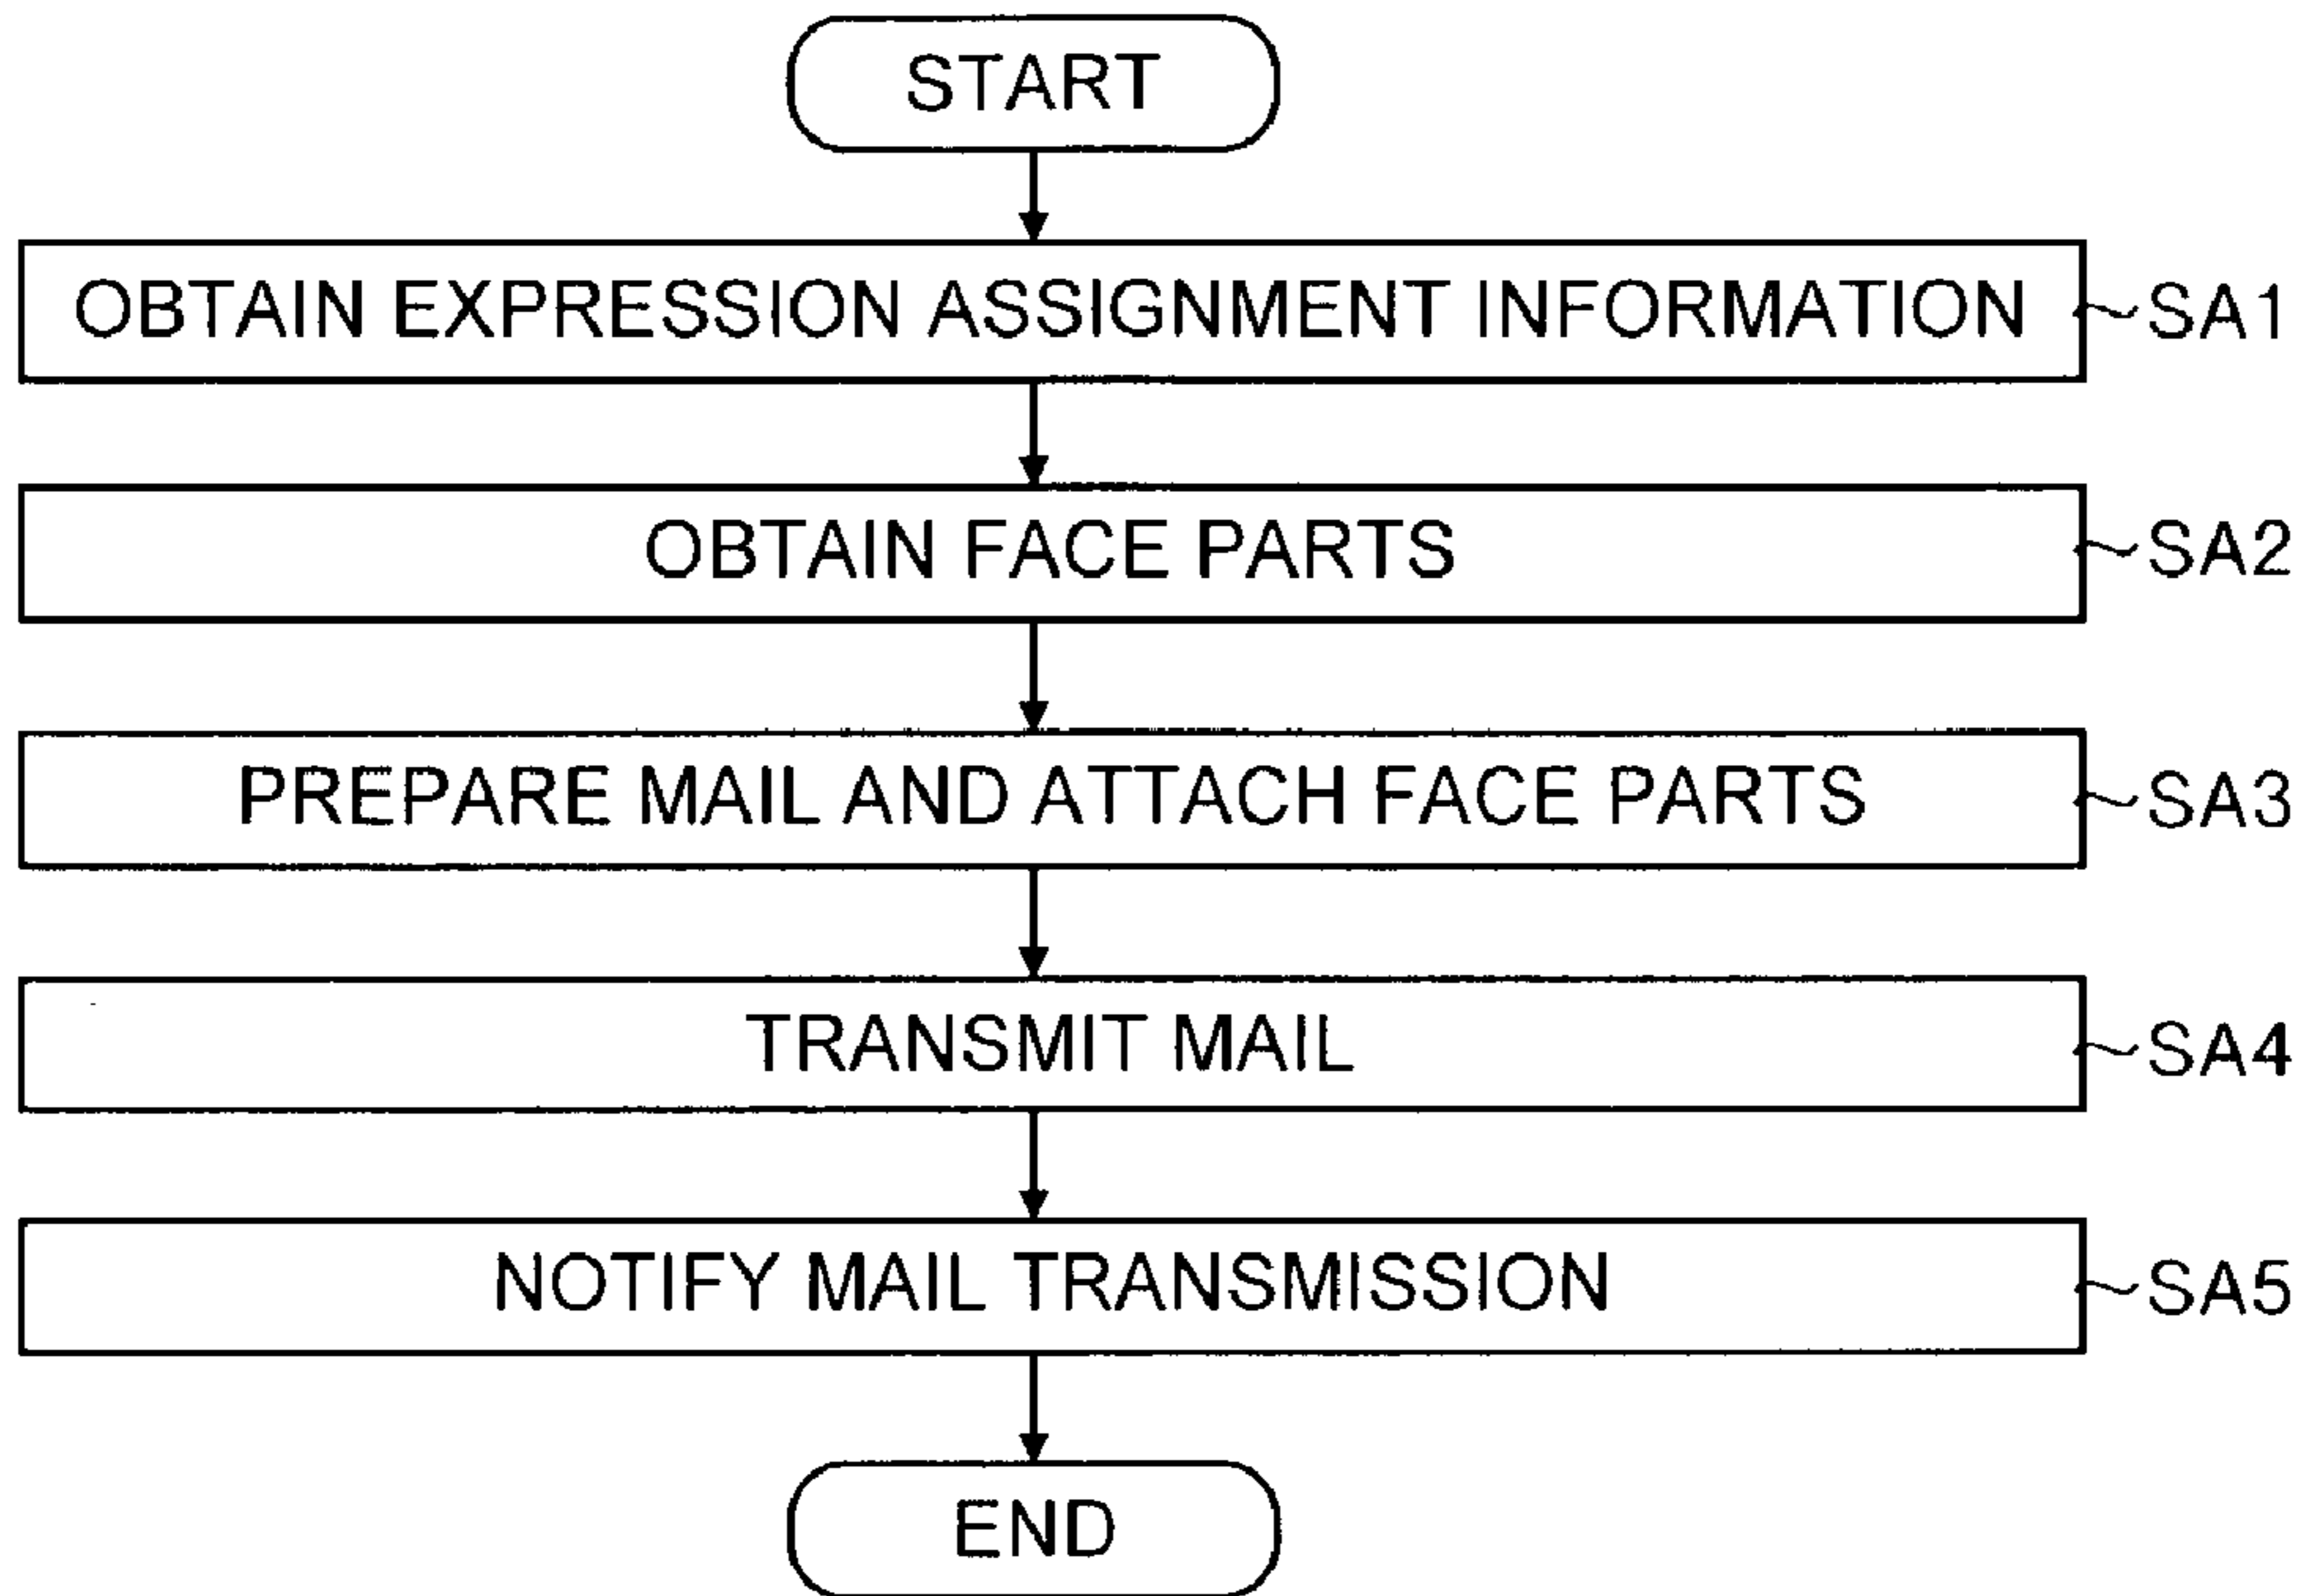 START
OBTAIN EXPRESSION ASSIGNMENT INFORMATION SA1
OBTAIN FACE PARTS SA2
PREPARE MAIL AND ATTACH FACE PARTS SA3
TRANSMIT MAIL SA4
NOTIFY MAIL TRANSMISSION SA5
END